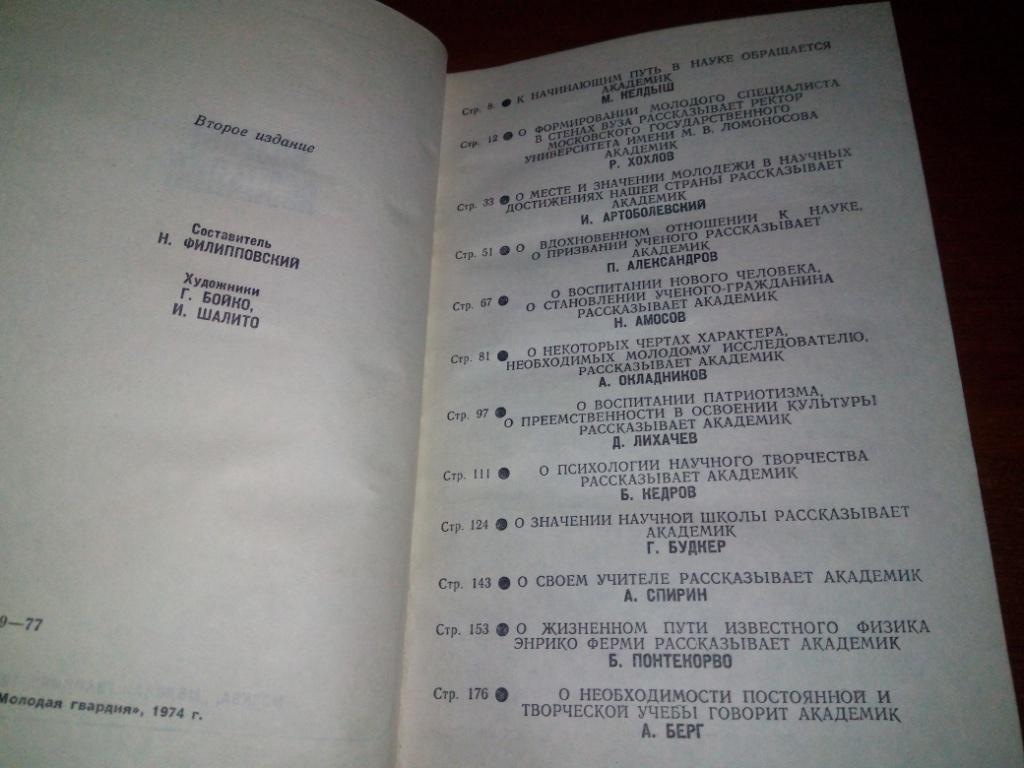 Второе издание
Составитель
Н. ФИЛИППОВСКИЙ
Художники
Г. БОЙКО,
И. ШАЛИТО
9—77
Молодая гвардия», 1974 г.
Стр. 8. К НАЧИНАЮЩИМ ПУТЬ В НАУКЕ ОБРАЩАЕТСЯ
АКАДЕМИК
М. КЕЛДЫШ
Стр. 12 О ФОРМИРОВАНИИ МОЛОДОГО СПЕЦИАЛИСТА
В СТЕНАХ ВУЗА РАССКАЗЫВАЕТ РЕКТОР
МОСКОВСКОГО ГОСУДАРСТВЕННОГО
УНИВЕРСИТЕТА ИМЕНИ М. В. ЛОМОНОСОВА
АКАДЕМИК
Р. ХОХЛОВ
Стр. 33 О МЕСТЕ И ЗНАЧЕНИИ МОЛОДЕЖИ В НАУЧНЫХ
ДОСТИЖЕНИЯХ НАШЕЙ СТРАНЫ РАССКАЗЫВАЕТ
АКАДЕМИК
И. АРТОБОЛЕВСКИЙ
Стр. 51 О ВДОХНОВЕННОМ ОТНОШЕНИИ К НАУКЕ,
О ПРИЗВАНИИ УЧЕНОГО РАССКАЗЫВАЕТ
АКАДЕМИК
П. АЛЕКСАНДРОВ
Стр. 67 О ВОСПИТАНИИ НОВОГО ЧЕЛОВЕКА,
О СТАНОВЛЕНИИ УЧЕНОГО-ГРАЖДАНИНА
РАССКАЗЫВАЕТ АКАДЕМИК
Н. АМОСОВ
Стр. 81 О НЕКОТОРЫХ ЧЕРТАХ ХАРАКТЕРА,
НЕОБХОДИМЫХ МОЛОДОМУ ИССЛЕДОВАТЕЛЮ,
РАССКАЗЫВАЕТ АКАДЕМИК
А. ОКЛАДНИКОВ
Стр. 97 О ВОСПИТАНИИ ПАТРИОТИЗМА,
О ПРЕЕМСТВЕННОСТИ В ОСВОЕНИИ КУЛЬТУРЫ
РАССКАЗЫВАЕТ АКАДЕМИК
Д. ЛИХАЧЕВ
Стр. 111 О ПСИХОЛОГИИ НАУЧНОГО ТВОРЧЕСТВА
РАССКАЗЫВАЕТ АКАДЕМИК
Б. КЕДРОВ
Стр. 124 О ЗНАЧЕНИИ НАУЧНОЙ ШКОЛЫ РАССКАЗЫВАЕТ
АКАДЕМИК
Г. БУДКЕР
Стр. 143 О СВОЕМ УЧИТЕЛЕ РАССКАЗЫВАЕТ АКАДЕМИК
А. СПИРИН
Стр. 153 О ЖИЗНЕННОМ ПУТИ ИЗВЕСТНОГО ФИЗИКА
ЭНРИКО ФЕРМИ РАССКАЗЫВАЕТ АКАДЕМИК
Б. ПОНТЕКОРВО
Стр. 176 О НЕОБХОДИМОСТИ ПОСТОЯННОЙ И
ТВОРЧЕСКОЙ УЧЕБЫ ГОВОРИТ АКАДЕМИК
А. БЕРГ